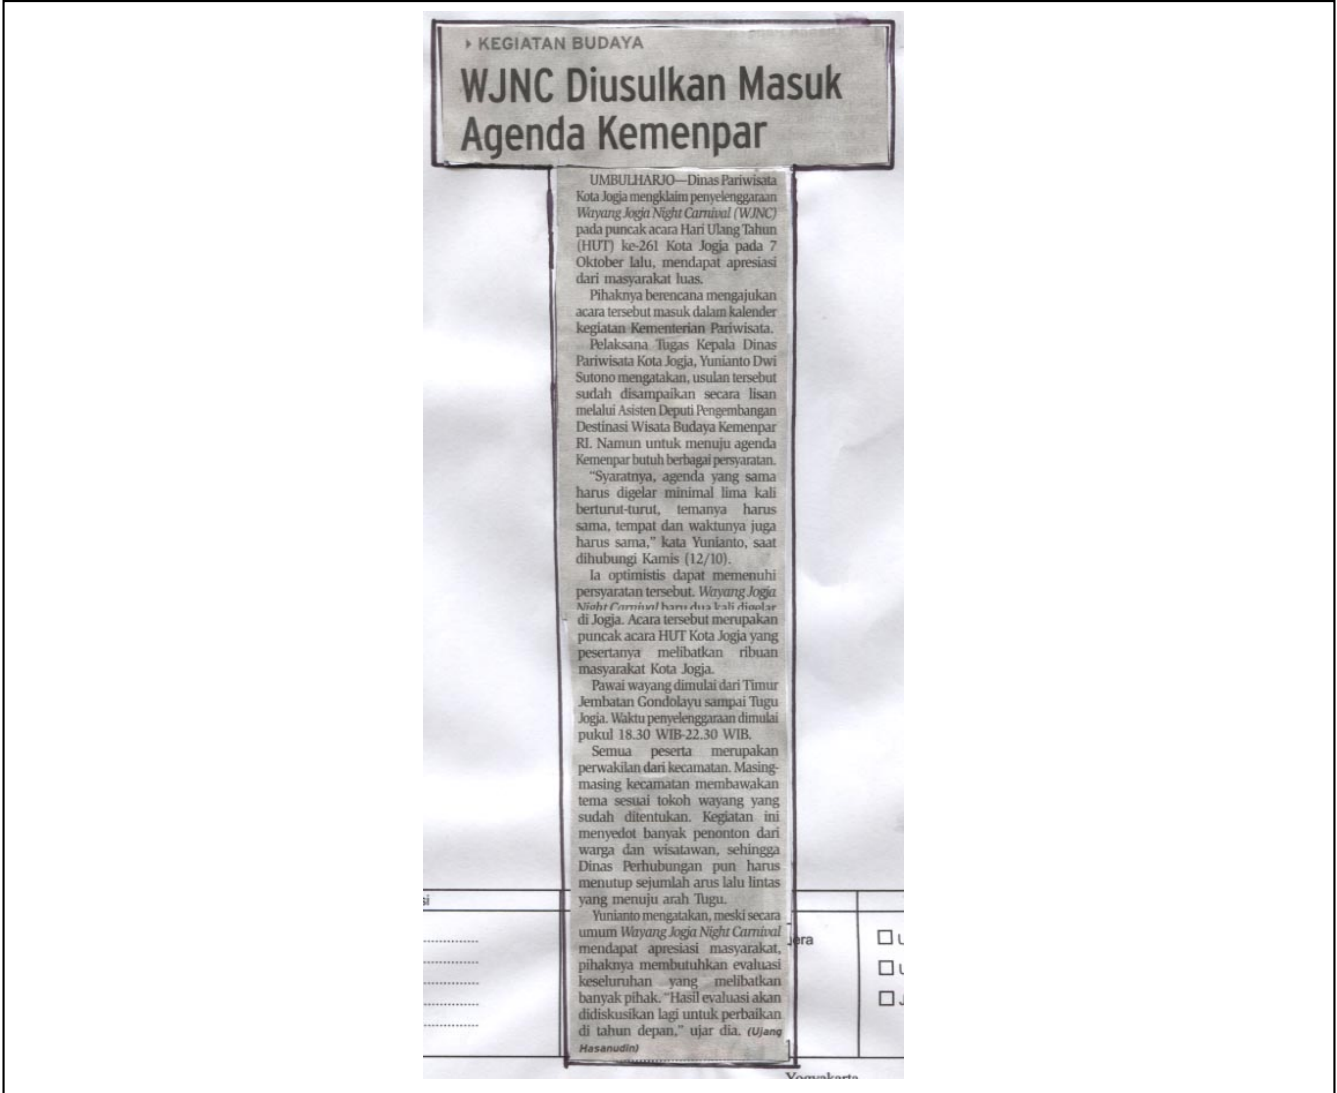 KEGIATAN BUDAYA
WJNC Diusulkan Masuk
Agenda Kemenpar
UMBULHARJO—Dinas Pariwisata
Kota Jogja mengklaim penyelenggaraan
Wayang Jogja Night Carnival (WJNC)
pada puncak acara Hari Ulang Tahun
(HUT) ke-261 Kota Jogja pada 7
Oktober lalu, mendapat apresiasi
dari masyarakat luas.
Pihaknya berencana mengajukan
acara tersebut masuk dalam kalender
kegiatan Kementerian Pariwisata.
Pelaksana Tugas Kepala Dinas
Pariwisata Kota Jogja, Yunianto Dwi
Sutono mengatakan, usulan tersebut
sudah disampaikan secara lisan
melalui Asisten Deputi Pengembangan
Destinasi Wisata Budaya Kemenpar
RI. Namun untuk menuju agenda
Kemenpar butuh berbagai persyaratan.
"Syaratnya, agenda yang sama
harus digelar minimal lima kali
berturut-turut, temanya harus
sama, tempat dan waktunya juga
harus sama," kata Yunianto, saat
dihubungi Kamis (12/10).
Ia optimistis dapat memenuhi
persyaratan tersebut. Wayang Jogja
Night Carnival baru dua kali digelar
di Jogja. Acara tersebut merupakan
puncak acara HUT Kota Jogja yang
pesertanya melibatkan ribuan
masyarakat Kota Jogja.
Pawai wayang dimulai dari Timur
Jembatan Gondolayu sampai Tugu
Jogja. Waktu penyelenggaraan dimulai
pukul 18.30 WIB-22.30 WIB.
Semua peserta merupakan
perwakilan dari kecamatan. Masing-
masing kecamatan membawakan
tema sesuai tokoh wayang yang
sudah ditentukan. Kegiatan ini
menyedot banyak penonton dari
warga dan wisatawan, sehingga
Dinas Perhubungan pun harus
menutup sejumlah arus lalu lintas
yang menuju arah Tugu.
Yunianto mengatakan, meski secara
umum Wayang Jogja Night Carnival
mendapat apresiasi masyarakat,
pihaknya membutuhkan evaluasi
keseluruhan yang melibatkan
banyak pihak. "Hasil evaluasi akan
didiskusikan lagi untuk perbaikan
di tahun depan," ujar dia. (Ujang
Hasanudin)